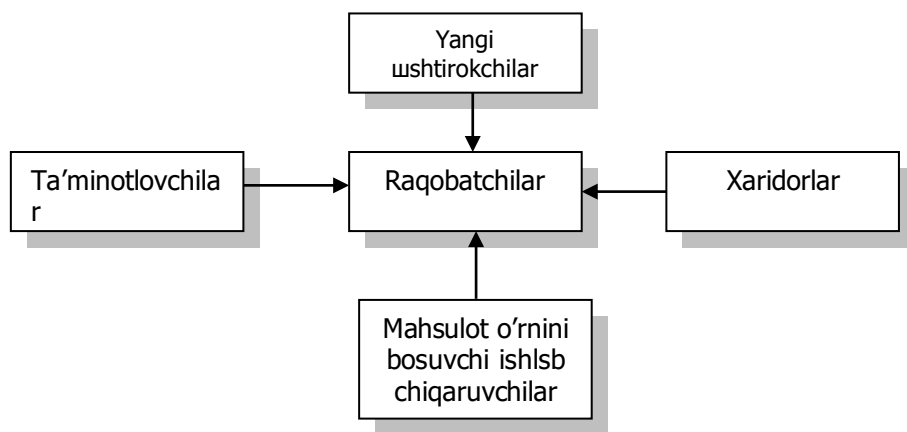 Yangi
шshtirokchilar
Ta’minotlovchila
r
Raqobatchilar
Xaridorlar
Mahsulot o’rnini
bosuvchi ishlsb
chiqaruvchilar